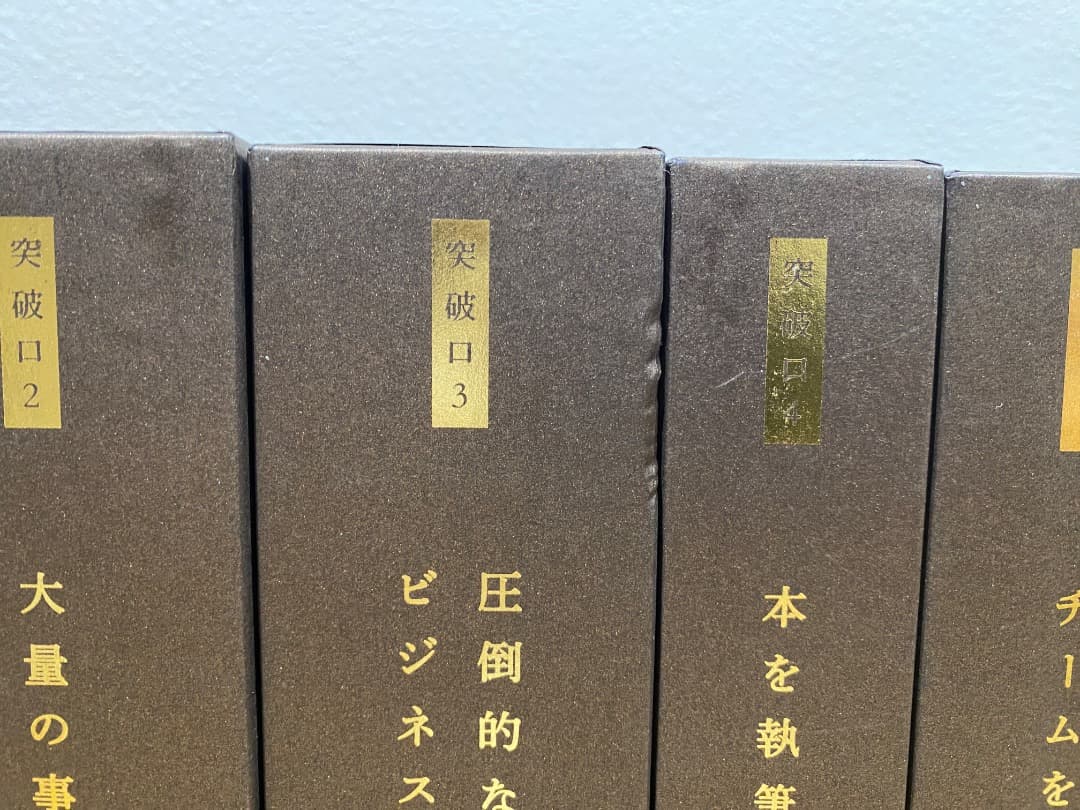 突破口2
大量の事
突破口3
圧倒的な
ビジネス
突破口4
本を執筆
チームを